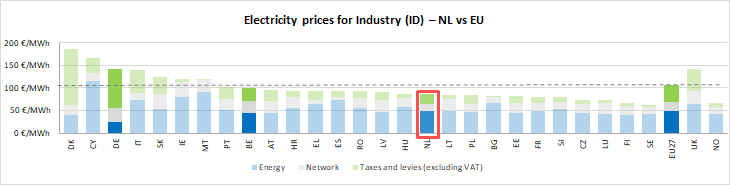 Electricity prices for Industry (ID) – NL vs EU
200 €/MWh
150 €/MWh
100 €/MWh
50 €/MWh
0 €/MWh
DK CY DE IT SK IE MT PT BE AT HR EL ES RO LV HU NL LT PL BG EE FR SI CZ LU FI SE EU27 UK NO
Energy Network Taxes and levies (excluding VAT)